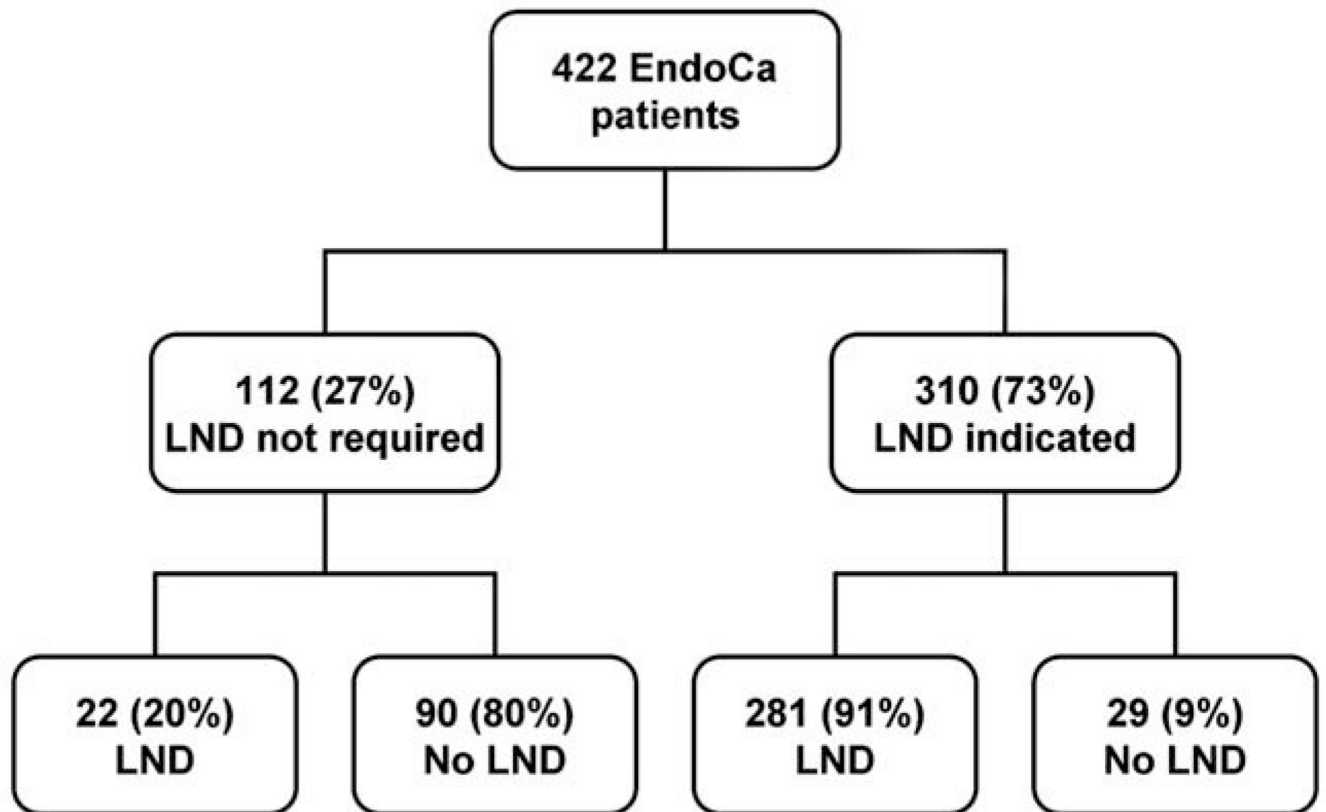 422 EndoCa
patients
112 (27%)
LND not required
310 (73%)
LND indicated
22 (20%)
LND
90 (80%)
No LND
281 (91%)
LND
29 (9%)
No LND